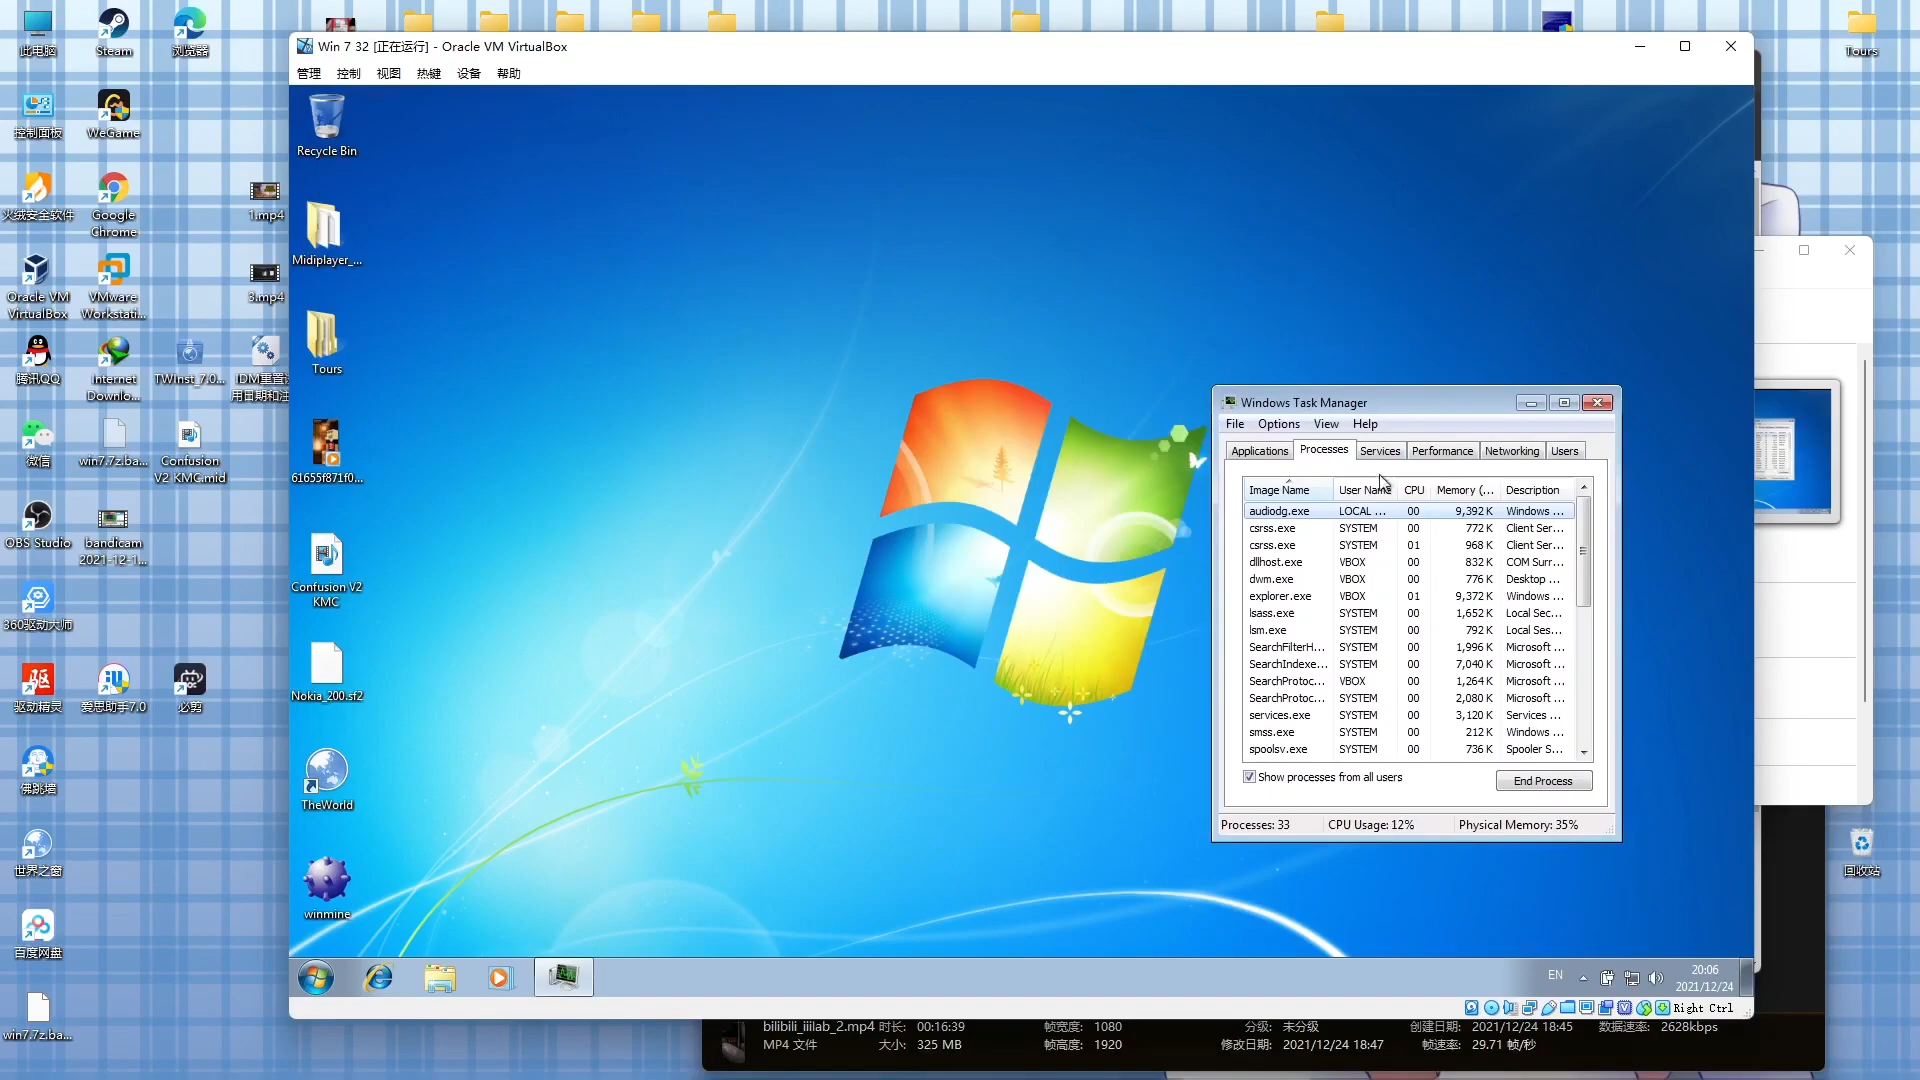 此电脑
Steam
浏览器
Tours
控制面板
WeGame
火绒安全软件
Google
Chrome
1.mp4
Oracle VM
VirtualBox
VMware
Workstati...
3.mp4
腾讯QQ
Internet
Downlo...
TWInst_7.0...
微信
win7.7z.ba...
Confusion
V2 KMC.mid
OBS Studio
bandicam
2021-12-1...
360驱动大师
驱动精灵
爱思助手7.0
必剪
佛跳墙
世界之窗
百度网盘
win7.7z.ba...
回收站
Win 7 32 [正在运行] - Oracle VM VirtualBox
管理 控制 视图 热键 设备 帮助
Recycle Bin
Midiplayer_...
Tours
61655f871f0...
Confusion V2
KMC
Nokia_200.sf2
TheWorld
winmine
Windows Task Manager
File Options View Help
Applications Processes Services Performance Networking Users
Image Name User Name CPU Memory (... Description
audiodg.exe LOCAL ... 00 9,392 K Windows ...
csrss.exe SYSTEM 00 772 K Client Ser...
csrss.exe SYSTEM 01 968 K Client Ser...
dllhost.exe VBOX 00 832 K COM Surr...
dwm.exe VBOX 00 776 K Desktop ...
explorer.exe VBOX 01 9,372 K Windows ...
lsass.exe SYSTEM 00 1,652 K Local Sec...
lsm.exe SYSTEM 00 792 K Local Ses...
SearchFilterH... SYSTEM 00 1,996 K Microsoft ...
SearchIndexe... SYSTEM 00 7,040 K Microsoft ...
SearchProtoc... VBOX 00 1,264 K Microsoft ...
SearchProtoc... SYSTEM 00 2,080 K Microsoft ...
services.exe SYSTEM 00 3,120 K Services ...
smss.exe SYSTEM 00 212 K Windows ...
spoolsv.exe SYSTEM 00 736 K Spooler S...
Show processes from all users
End Process
Processes: 33 CPU Usage: 12% Physical Memory: 35%
EN
20:06
2021/12/24
Right Ctrl
bilibili_iiilab_2.mp4 时长: 00:16:39 帧宽度: 1080 分级: 未分级 创建日期: 2021/12/24 18:45 数据速率: 2628kbps
MP4 文件 大小: 325 MB 帧高度: 1920 修改日期: 2021/12/24 18:47 帧速率: 29.71 帧/秒